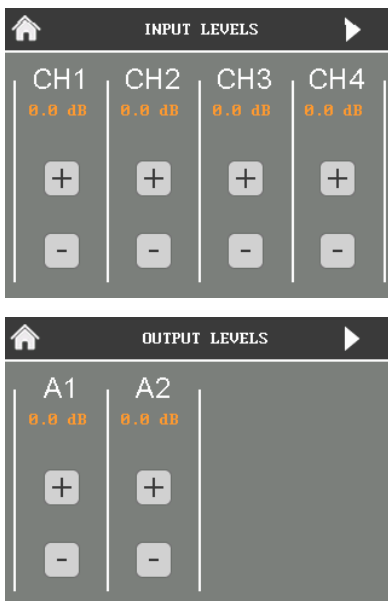 INPUT LEVELS
CH1 CH2 CH3 CH4
0.0 dB 0.0 dB 0.0 dB 0.0 dB
+ + + +
- - - -
OUTPUT LEVELS
A1 A2
0.0 dB 0.0 dB
+ +
- -